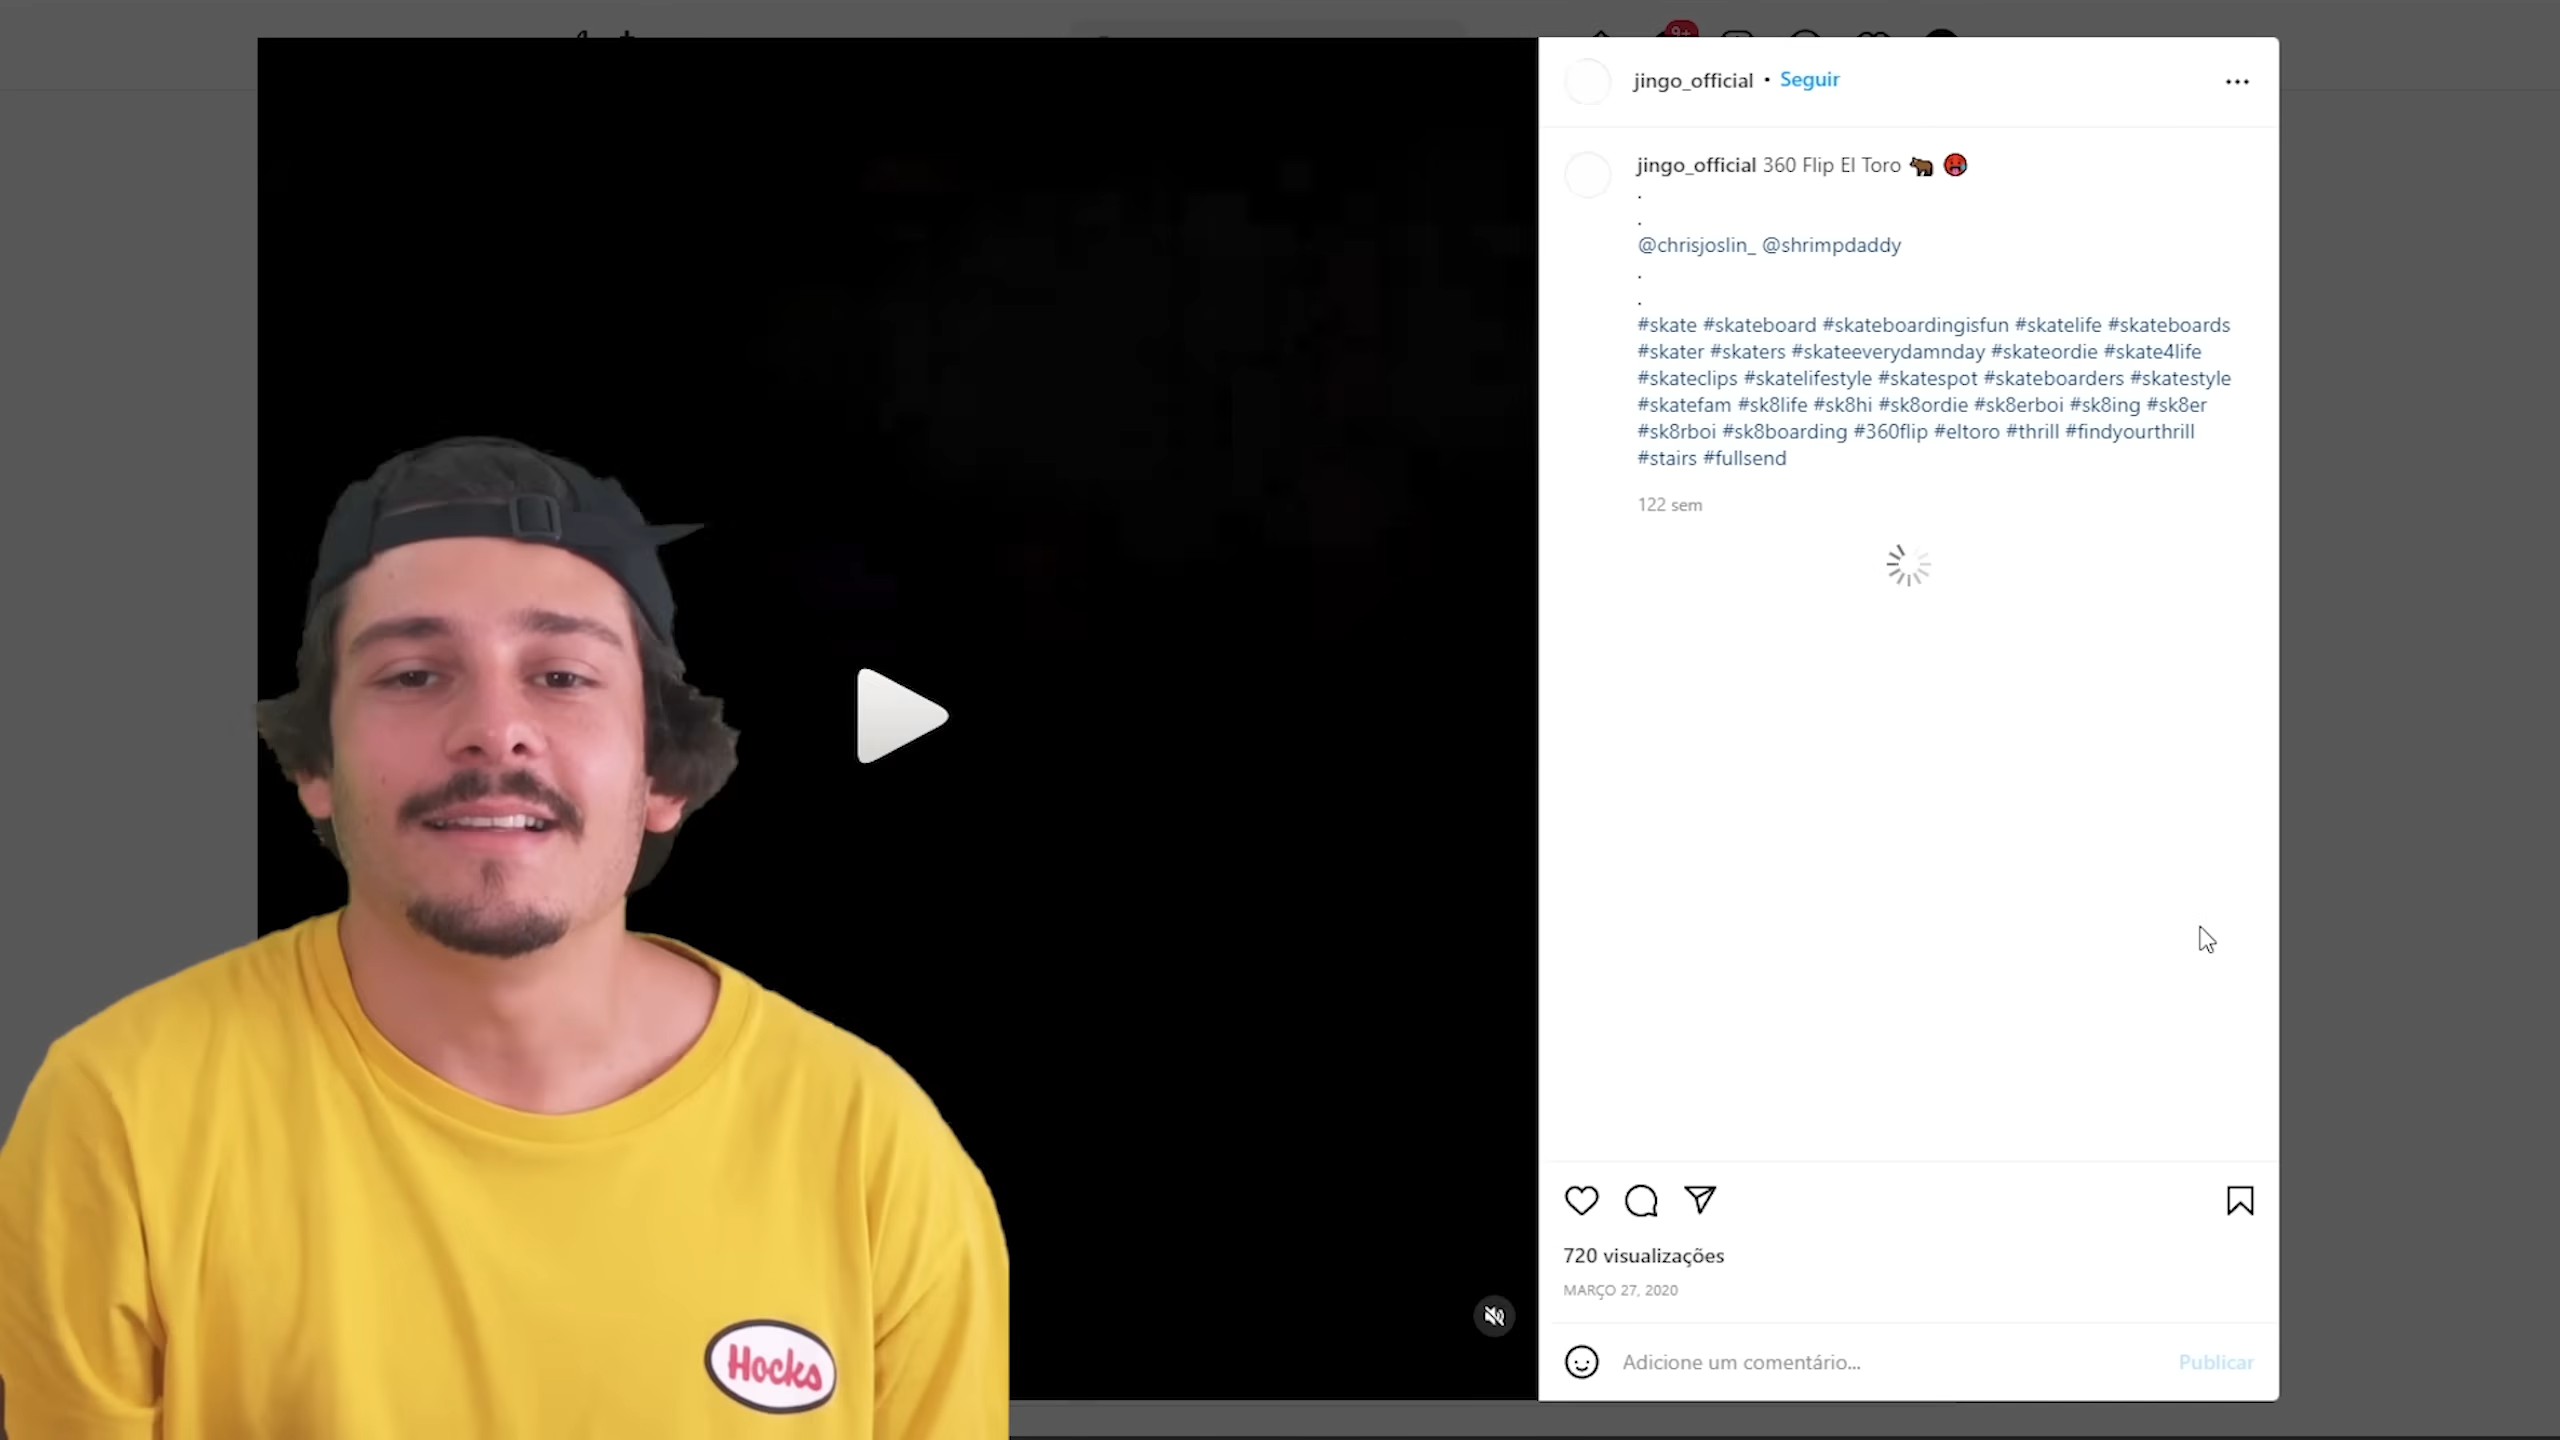 9+
jingo_official • Seguir
jingo_official 360 Flip El Toro 🐂 🥵
.
.
@chrisjoslin_ @shrimpdaddy
.
.
#skate #skateboard #skateboardingisfun #skatelife #skateboards
#skater #skaters #skateeverydamnday #skateordie #skate4life
#skateclips #skatelifestyle #skatespot #skateboarders #skatestyle
#skatefam #sk8life #sk8hi #sk8ordie #sk8erboi #sk8ing #sk8er
#sk8rboi #sk8boarding #360flip #eltoro #thrill #findyourthrill
#stairs #fullsend
122 sem
720 visualizações
MARÇO 27, 2020
Adicione um comentário... Publicar
Hocks